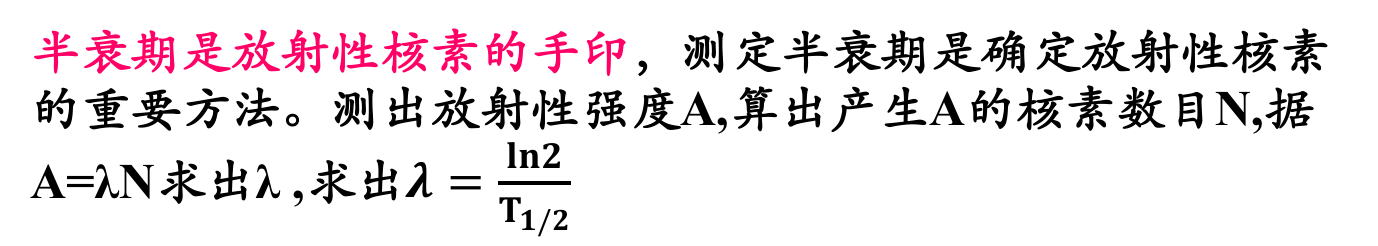 半衰期是放射性核素的手印，测定半衰期是确定放射性核素
的重要方法。测出放射性强度A,算出产生A的核素数目N,据
A=λN求出λ,求出λ = ln2/T_{1/2}